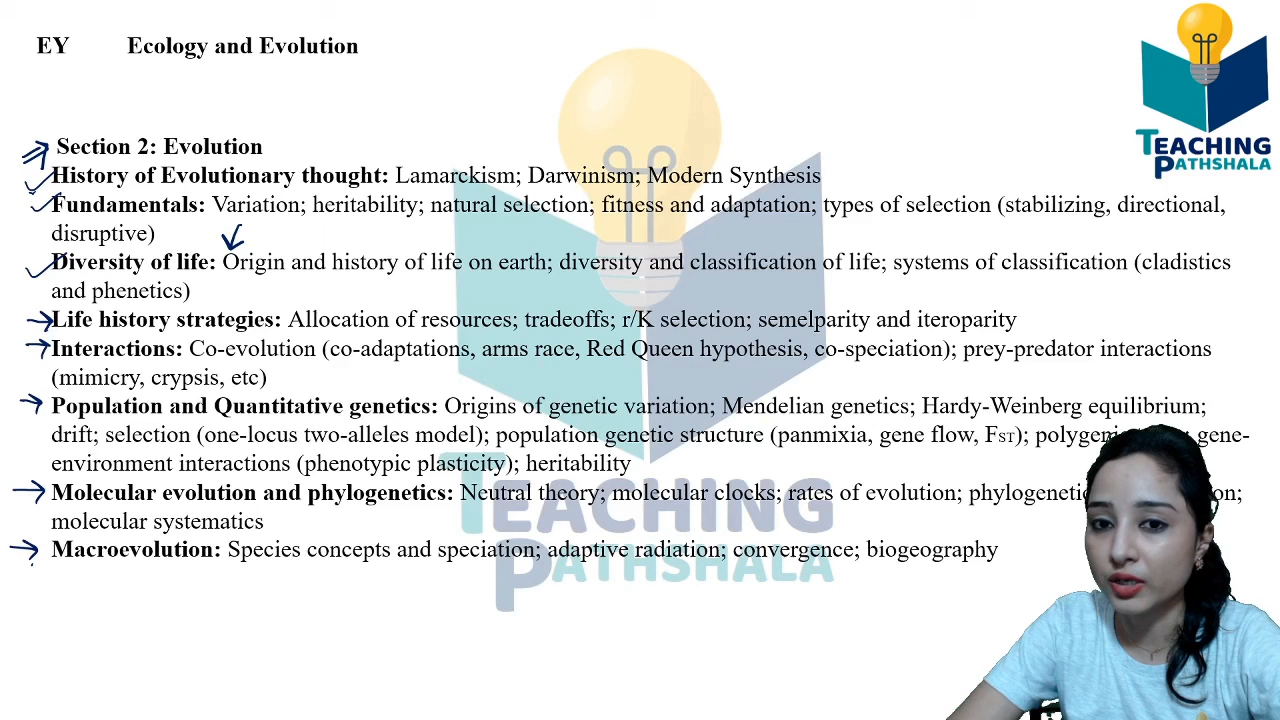 EY Ecology and Evolution
TEACHING
PATHSHALA
Section 2: Evolution
History of Evolutionary thought: Lamarckism; Darwinism; Modern Synthesis
Fundamentals: Variation; heritability; natural selection; fitness and adaptation; types of selection (stabilizing, directional,
disruptive)
Diversity of life: Origin and history of life on earth; diversity and classification of life; systems of classification (cladistics
and phenetics)
Life history strategies: Allocation of resources; tradeoffs; r/K selection; semelparity and iteroparity
Interactions: Co-evolution (co-adaptations, arms race, Red Queen hypothesis, co-speciation); prey-predator interactions
(mimicry, crypsis, etc)
Population and Quantitative genetics: Origins of genetic variation; Mendelian genetics; Hardy-Weinberg equilibrium;
drift; selection (one-locus two-alleles model); population genetic structure (panmixia, gene flow, FST); gene-
environment interactions (phenotypic plasticity); heritability
Molecular evolution and phylogenetics: Neutral theory; molecular clocks; rates of evolution;
molecular systematics
Macroevolution: Species concepts and speciation; adaptive radiation; convergence; biogeography
TEACHING
PATHSHALA